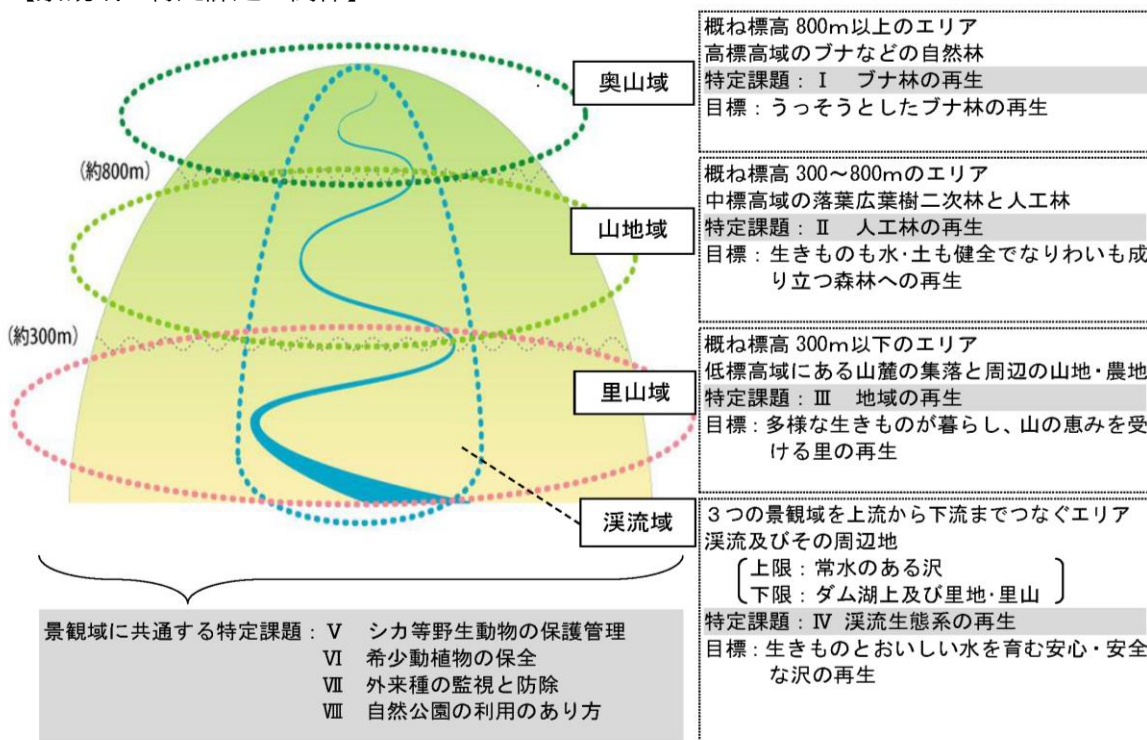 概ね標高 800m以上のエリア
高標高域のブナなどの自然林
特定課題：Ⅰ ブナ林の再生
目標：うっそうとしたブナ林の再生
奥山域
(約800m)
概ね標高 300～800mのエリア
中標高域の落葉広葉樹二次林と人工林
特定課題：Ⅱ 人工林の再生
目標：生きものも水･土も健全でなりわいも成
り立つ森林への再生
山地域
(約300m)
概ね標高 300m以下のエリア
低標高域にある山麓の集落と周辺の山地・農地
特定課題：Ⅲ 地域の再生
目標：多様な生きものが暮らし、山の恵みを受
ける里の再生
里山域
渓流域
３つの景観域を上流から下流までつなぐエリア
渓流及びその周辺地
上限：常水のある沢
下限：ダム湖上及び里地･里山
特定課題：Ⅳ 渓流生態系の再生
目標：生きものとおいしい水を育む安心・安全
な沢の再生
景観域に共通する特定課題：Ⅴ シカ等野生動物の保護管理
Ⅵ 希少動植物の保全
Ⅶ 外来種の監視と防除
Ⅷ 自然公園の利用のあり方